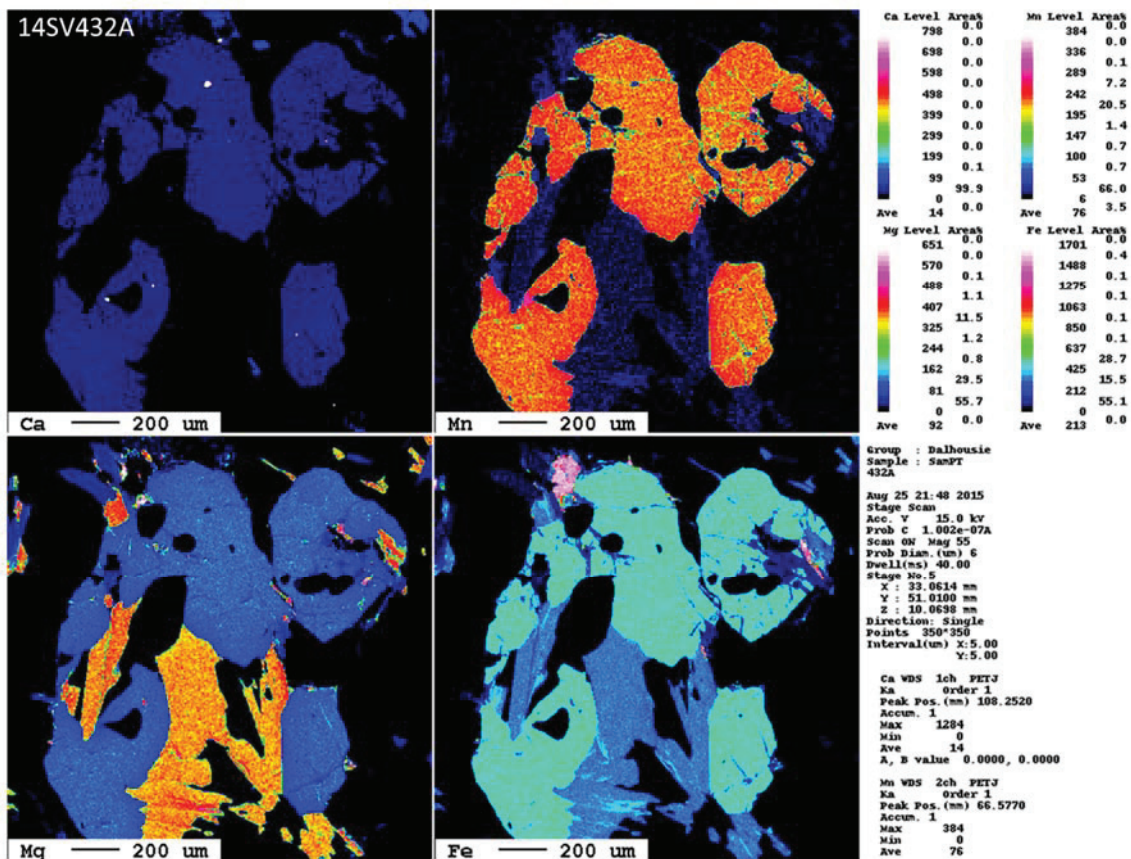 14SV432A
Ca 200 um
Mn 200 um
Mg 200 um
Fe 200 um
Ca Level Area%
0.0
798
0.0
698
0.0
598
0.0
498
0.0
399
0.0
299
0.0
199
0.1
99
99.9
0
0.0
Ave 14
Mn Level Area%
0.0
384
0.0
336
0.1
289
7.2
242
20.5
195
1.4
147
0.7
100
0.7
53
66.0
6
3.5
Ave 76
Mg Level Area%
0.0
651
0.0
570
0.1
488
1.1
407
11.5
325
1.2
244
0.8
162
29.5
81
55.7
0
0.0
Ave 92
Fe Level Area%
0.0
1701
0.4
1488
0.1
1275
0.1
1063
0.1
850
0.1
637
28.7
425
15.5
212
55.1
0
0.0
Ave 213
Group : Dalhousie
Sample : SamPT
432A
Aug 25 21:48 2015
Stage Scan
Acc. V 15.0 kV
Prob C 1.002e-07A
Scan ON Mag 55
Prob Diam.(um) 6
Dwell(ms) 40.00
Stage No.5
X : 33.0614 mm
Y : 51.0100 mm
Z : 10.0698 mm
Direction: Single
Points 350*350
Interval(um) X:5.00
Y:5.00
Ca WDS 1ch PETJ
Ka Order 1
Peak Pos.(mm) 108.2520
Accum. 1
Max 1284
Min 0
Ave 14
A, B value 0.0000, 0.0000
Mn WDS 2ch PETJ
Ka Order 1
Peak Pos.(mm) 66.5770
Accum. 1
Max 384
Min 0
Ave 76